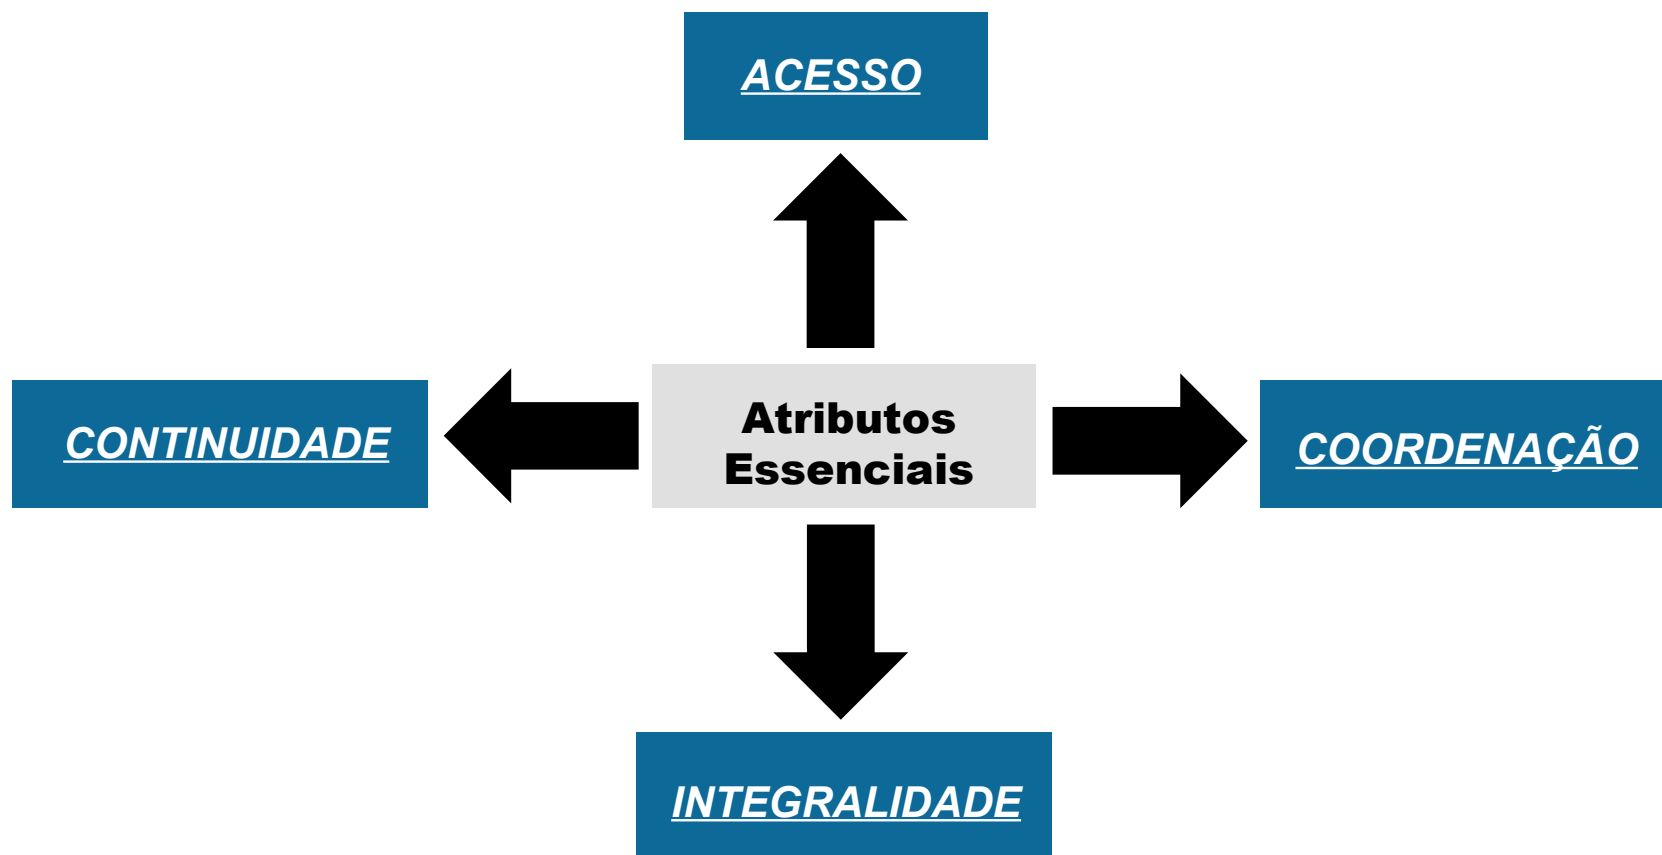 ACESSO
CONTINUIDADE
Atributos
Essenciais
COORDENAÇÃO
INTEGRALIDADE